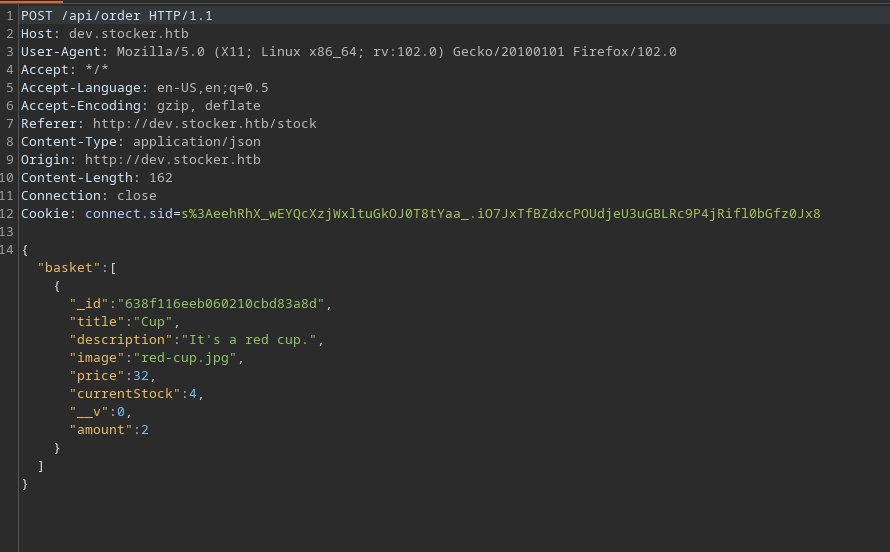 1 POST /api/order HTTP/1.1
2 Host: dev.stocker.htb
3 User-Agent: Mozilla/5.0 (X11; Linux x86_64; rv:102.0) Gecko/20100101 Firefox/102.0
4 Accept: */*
5 Accept-Language: en-US,en;q=0.5
6 Accept-Encoding: gzip, deflate
7 Referer: http://dev.stocker.htb/stock
8 Content-Type: application/json
9 Origin: http://dev.stocker.htb
10 Content-Length: 162
11 Connection: close
12 Cookie: connect.sid=s%3AeehRhX_wEYQcXzjWxltuGkOJ0T8tYaa_.iO7JxTfBZdxcPOUdjeU3uGBLRc9P4jRifl0bGfz0Jx8
13
14 {
"basket":[
{
"_id":"638f116eeb060210cbd83a8d",
"title":"Cup",
"description":"It's a red cup.",
"image":"red-cup.jpg",
"price":32,
"currentStock":4,
"__v":0,
"amount":2
}
]
}